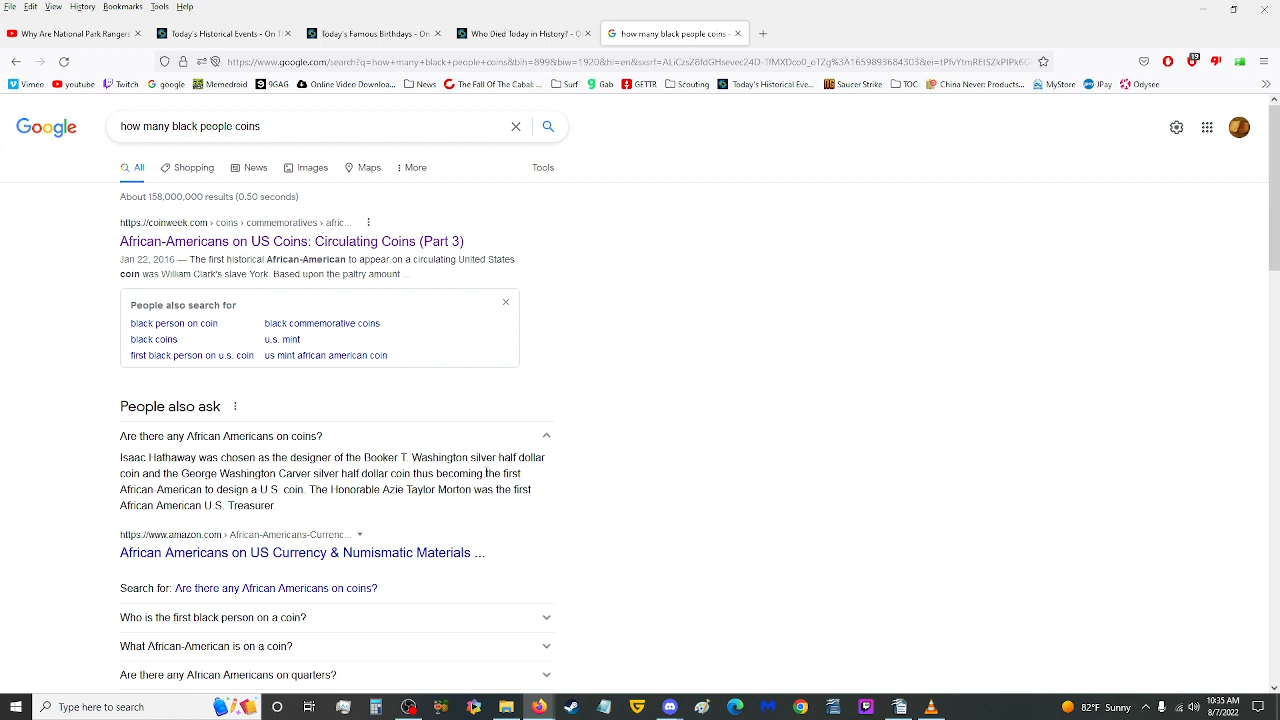 File Edit View History Bookmarks Tools Help
Why Are National Park Rangers
Today's Historical Events - On T
Today's Famous Birthdays - On
Who Died Today in History? - O
how many black people coins -
how many black people coins
Vimeo youtube Twitch google Memedroid 9GAG Online Video Downl... News The Fall Of The Cabal ... Surf Gab GETTR Scouting Today's Historical Eve... Saucer Strike TOC China Never: Products... MyStore JPay Odysee
Google
All Shopping News Images Maps More Tools
About 158,000,000 results (0.50 seconds)
https://coinweek.com › coins › commemoratives › afric...
African-Americans on US Coins: Circulating Coins (Part 3)
Jan 22, 2016 — The first historical African-American to appear on a circulating United States
coin was William Clark's slave York. Based upon the paltry amount ...
People also search for
black person on coin black commemorative coins
black coins u.s. mint
first black person on u.s. coin us mint african american coin
People also ask
Are there any African Americans on coins?
Isaac Hathaway was chosen as the designer of the Booker T. Washington silver half dollar
coin and the George Washington Carver silver half dollar coin thus becoming the first
African-American to design a U.S. coin. The Honorable Azie Taylor Morton was the first
African American U.S. Treasurer.
https://www.amazon.com › African-Americans-Currenc...
African Americans on US Currency & Numismatic Materials ...
Search for: Are there any African Americans on coins?
Who is the first black person on a coin?
What African-American is on a coin?
Are there any African Americans on quarters?
Type here to search
82°F Sunny
10:35 AM
8/7/2022